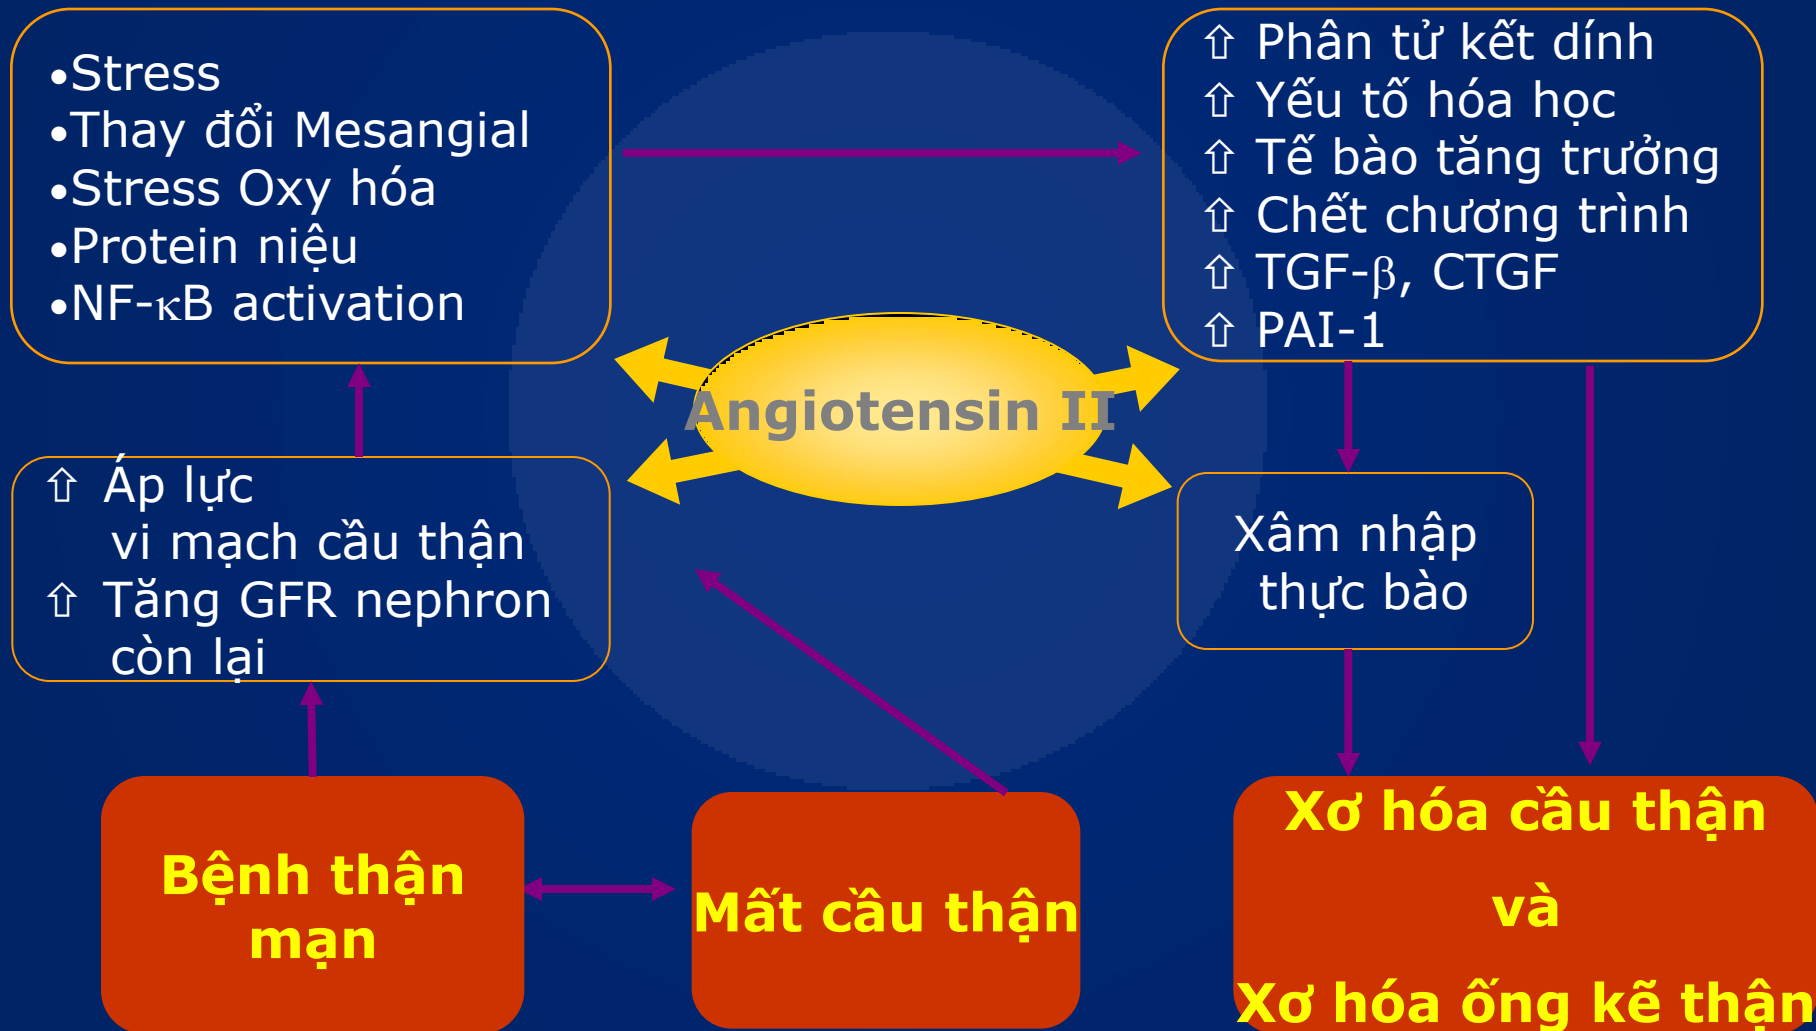 •Stress
•Thay đổi Mesangial
•Stress Oxy hóa
•Protein niệu
•NF-κB activation
⇧ Phân tử kết dính
⇧ Yếu tố hóa học
⇧ Tế bào tăng trưởng
⇧ Chết chương trình
⇧ TGF-β, CTGF
⇧ PAI-1
Angiotensin II
⇧ Áp lực
vi mạch cầu thận
⇧ Tăng GFR nephron
còn lại
Xâm nhập
thực bào
Bệnh thận
mạn
Mất cầu thận
Xơ hóa cầu thận
và
Xơ hóa ống kẽ thận